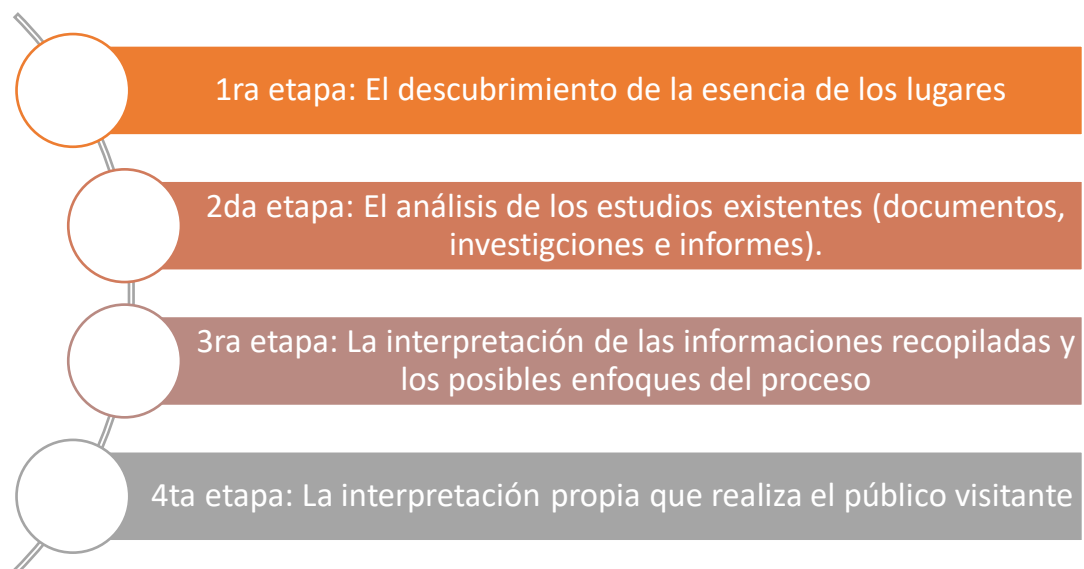 1ra etapa: El descubrimiento de la esencia de los lugares
2da etapa: El análisis de los estudios existentes (documentos,
investigciones e informes).
3ra etapa: La interpretación de las informaciones recopiladas y
los posibles enfoques del proceso
4ta etapa: La interpretación propia que realiza el público visitante